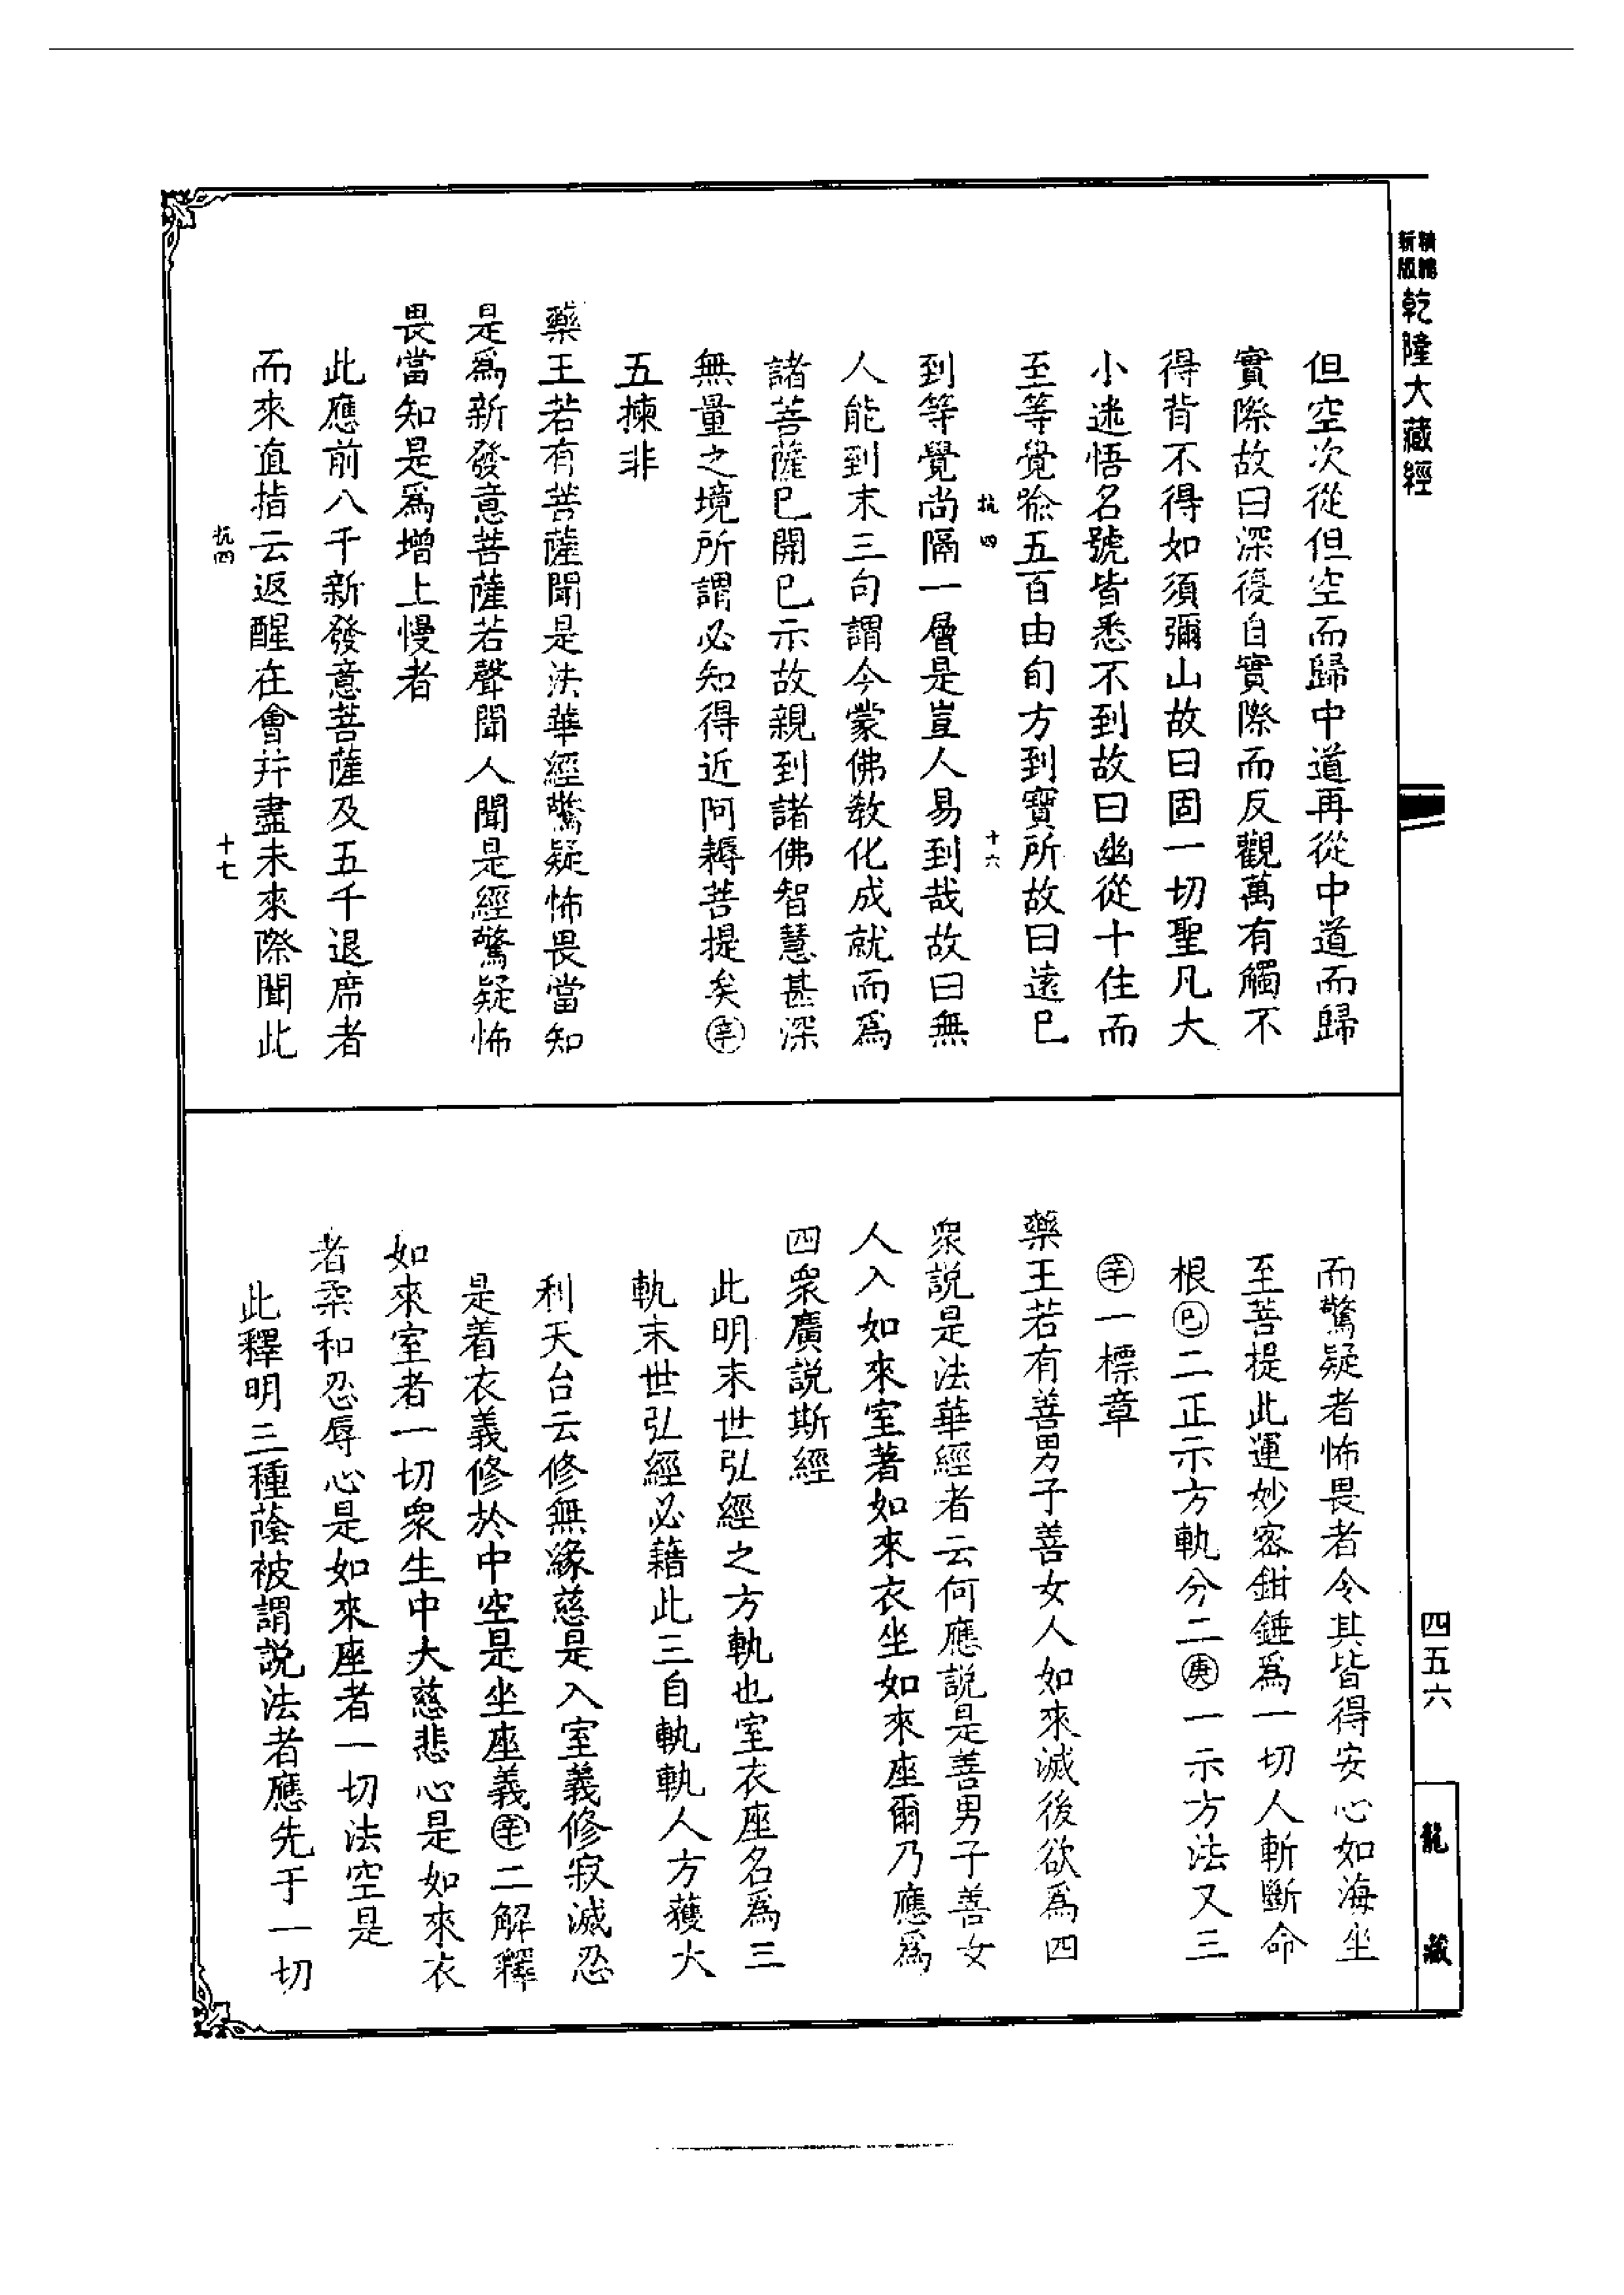 精縮
新版
乾隆大藏經
但空次從但空而歸中道再從中道而歸
實際故曰深後自實際而反觀萬有觸不
得背不得如須彌山故曰固一切聖凡大
小迷悟名號皆悉不到故曰幽從十住而
至等覺喻五百由旬方到寶所故曰遠已
抗四
十六
到等覺尚隔一層是豈人易到哉故曰無
人能到末三句謂今蒙佛教化成就而爲
諸菩薩已開已示故親到諸佛智慧甚深
無量之境所謂必知得近阿耨菩提矣㊛
五揀非
藥王若有菩薩聞是法華經驚疑怖畏當知
是爲新發意菩薩若聲聞人聞是經驚疑怖
畏當知是爲增上慢者
此應前八千新發意菩薩及五千退席者
而來直指云返醒在會幷盡未來際聞此
抗四
十七
而驚疑者怖畏者令其皆得安心如海坐
至菩提此運妙密鉗錘爲一切人斬斷命
根巳二正示方軌分二庚一示方法又三
辛一標章
藥王若有善男子善女人如來滅後欲爲四
衆說是法華經者云何應說是善男子善女
人入如來室著如來衣坐如來座爾乃應爲
四衆廣說斯經
此明末世弘經之方軌也室衣座名爲三
軌末世弘經必藉此三自軌軌人方獲大
利天台云修無緣慈是入室義修寂滅忍
是着衣義修於中空是坐座義辛二解釋
如來室者一切衆生中大慈悲心是如來衣
者柔和忍辱心是如來座者一切法空是
此釋明三種蔭被謂說法者應先于一切
四五六
龍藏